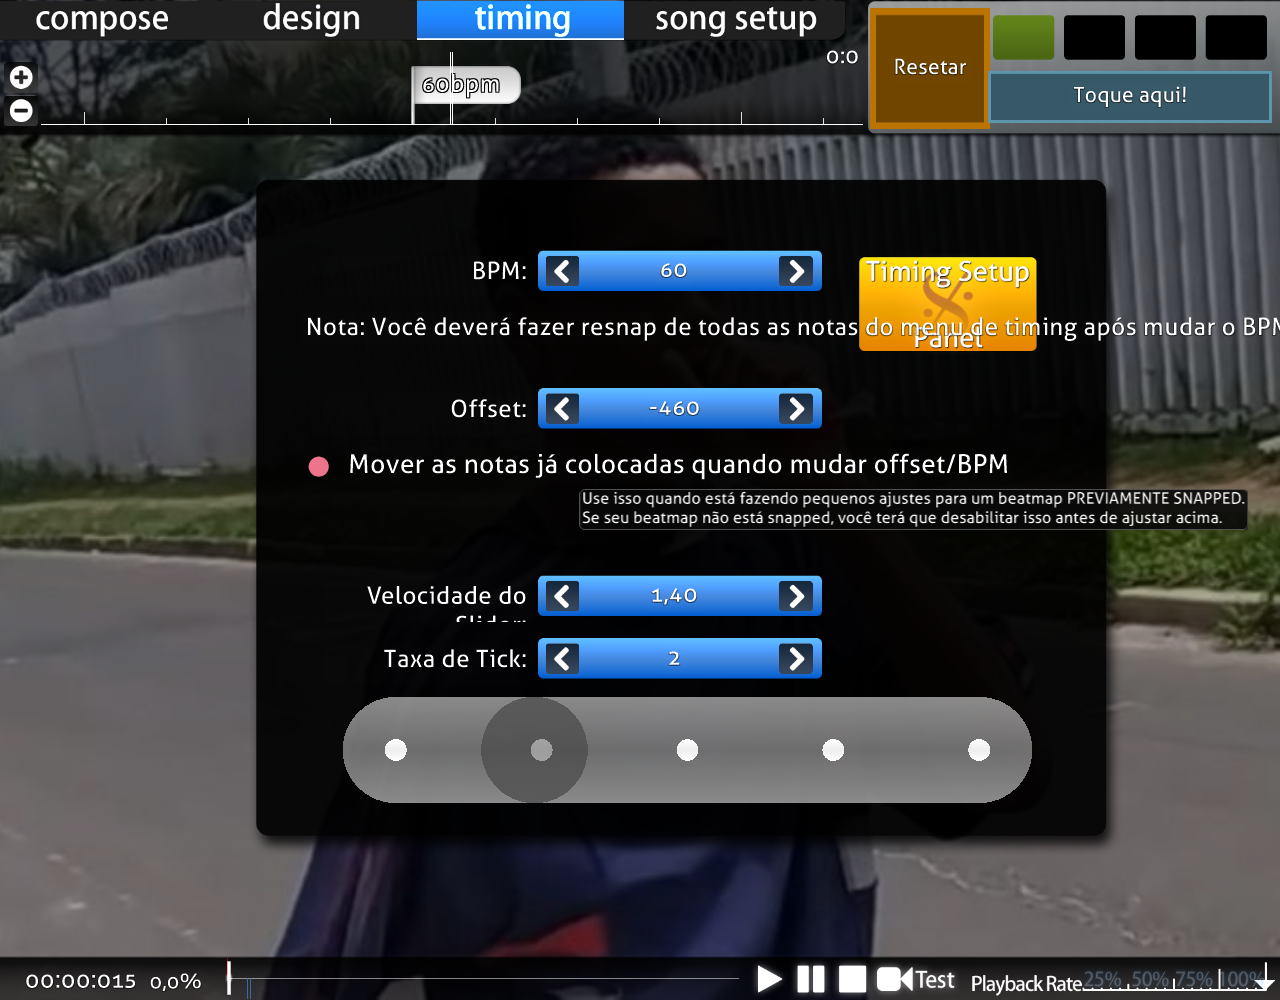 compose design timing song setup
0:0
60bpm
Resetar
Toque aqui!
BPM: 60
Timing Setup
Panel
Nota: Você deverá fazer resnap de todas as notas do menu de timing após mudar o BPM
Offset: -460
Mover as notas já colocadas quando mudar offset/BPM
Use isso quando está fazendo pequenos ajustes para um beatmap PREVIAMENTE SNAPPED.
Se seu beatmap não está snapped, você terá que desabilitar isso antes de ajustar acima.
Velocidade do 1,40
Slider
Taxa de Tick: 2
00:00:015 0,0% Test Playback Rate 25% 50% 75% 100%